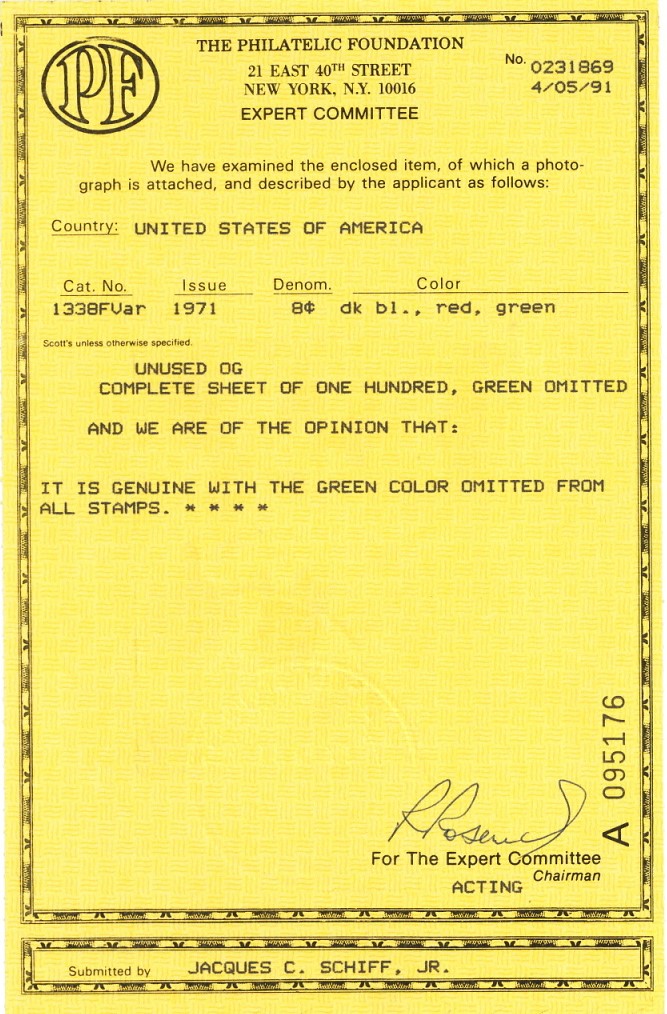 PF
THE PHILATELIC FOUNDATION
21 EAST 40TH STREET
NEW YORK, N.Y. 10016
EXPERT COMMITTEE
No. 0231869
4/05/91
We have examined the enclosed item, of which a photo-
graph is attached, and described by the applicant as follows:
Country: UNITED STATES OF AMERICA
Cat. No. Issue Denom. Color
1338FVar 1971 8¢ dk bl., red, green
Scott's unless otherwise specified.
UNUSED OG
COMPLETE SHEET OF ONE HUNDRED, GREEN OMITTED
AND WE ARE OF THE OPINION THAT:
IT IS GENUINE WITH THE GREEN COLOR OMITTED FROM
ALL STAMPS. * * * *
A 095176
For The Expert Committee
Chairman
ACTING
Submitted by JACQUES C. SCHIFF, JR.